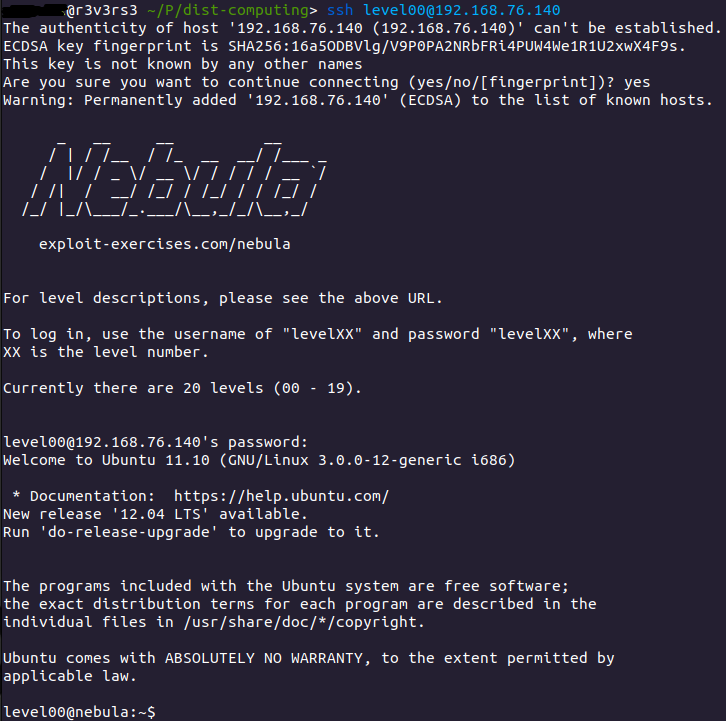 @r3v3rs3 ~/P/dist-computing> ssh level00@192.168.76.140
The authenticity of host '192.168.76.140 (192.168.76.140)' can't be established.
ECDSA key fingerprint is SHA256:16a5ODBVlg/V9P0PA2NRbFRi4PUW4We1R1U2xwX4F9s.
This key is not known by any other names
Are you sure you want to continue connecting (yes/no/[fingerprint])? yes
Warning: Permanently added '192.168.76.140' (ECDSA) to the list of known hosts.
Nebula
exploit-exercises.com/nebula
For level descriptions, please see the above URL.
To log in, use the username of "levelXX" and password "levelXX", where
XX is the level number.
Currently there are 20 levels (00 - 19).
level00@192.168.76.140's password:
Welcome to Ubuntu 11.10 (GNU/Linux 3.0.0-12-generic i686)
* Documentation:  https://help.ubuntu.com/
New release '12.04 LTS' available.
Run 'do-release-upgrade' to upgrade to it.
The programs included with the Ubuntu system are free software;
the exact distribution terms for each program are described in the
individual files in /usr/share/doc/*/copyright.
Ubuntu comes with ABSOLUTELY NO WARRANTY, to the extent permitted by
applicable law.
level00@nebula:~$